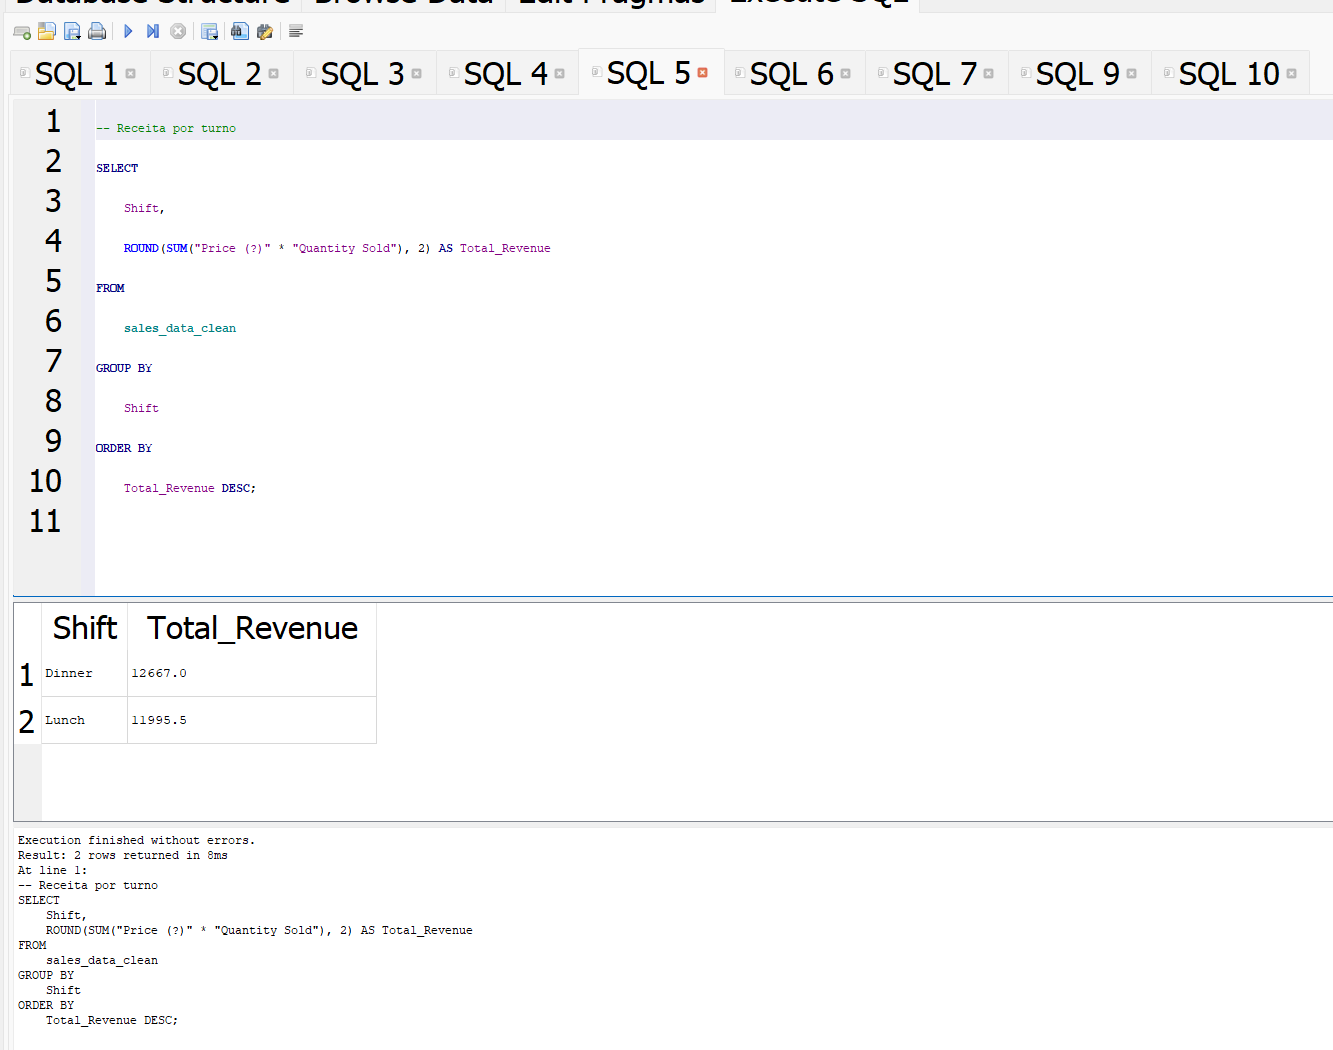 Database Structure Browse Data Edit Pragmas Execute SQL
SQL 1 SQL 2 SQL 3 SQL 4 SQL 5 SQL 6 SQL 7 SQL 9 SQL 10
1 -- Receita por turno
2 SELECT
3 Shift,
4 ROUND(SUM("Price (?)" * "Quantity Sold"), 2) AS Total_Revenue
5 FROM
6 sales_data_clean
7 GROUP BY
8 Shift
9 ORDER BY
10 Total_Revenue DESC;
11
Shift Total_Revenue
1 Dinner 12667.0
2 Lunch 11995.5
Execution finished without errors.
Result: 2 rows returned in 8ms
At line 1:
-- Receita por turno
SELECT
Shift,
ROUND(SUM("Price (?)" * "Quantity Sold"), 2) AS Total_Revenue
FROM
sales_data_clean
GROUP BY
Shift
ORDER BY
Total_Revenue DESC;